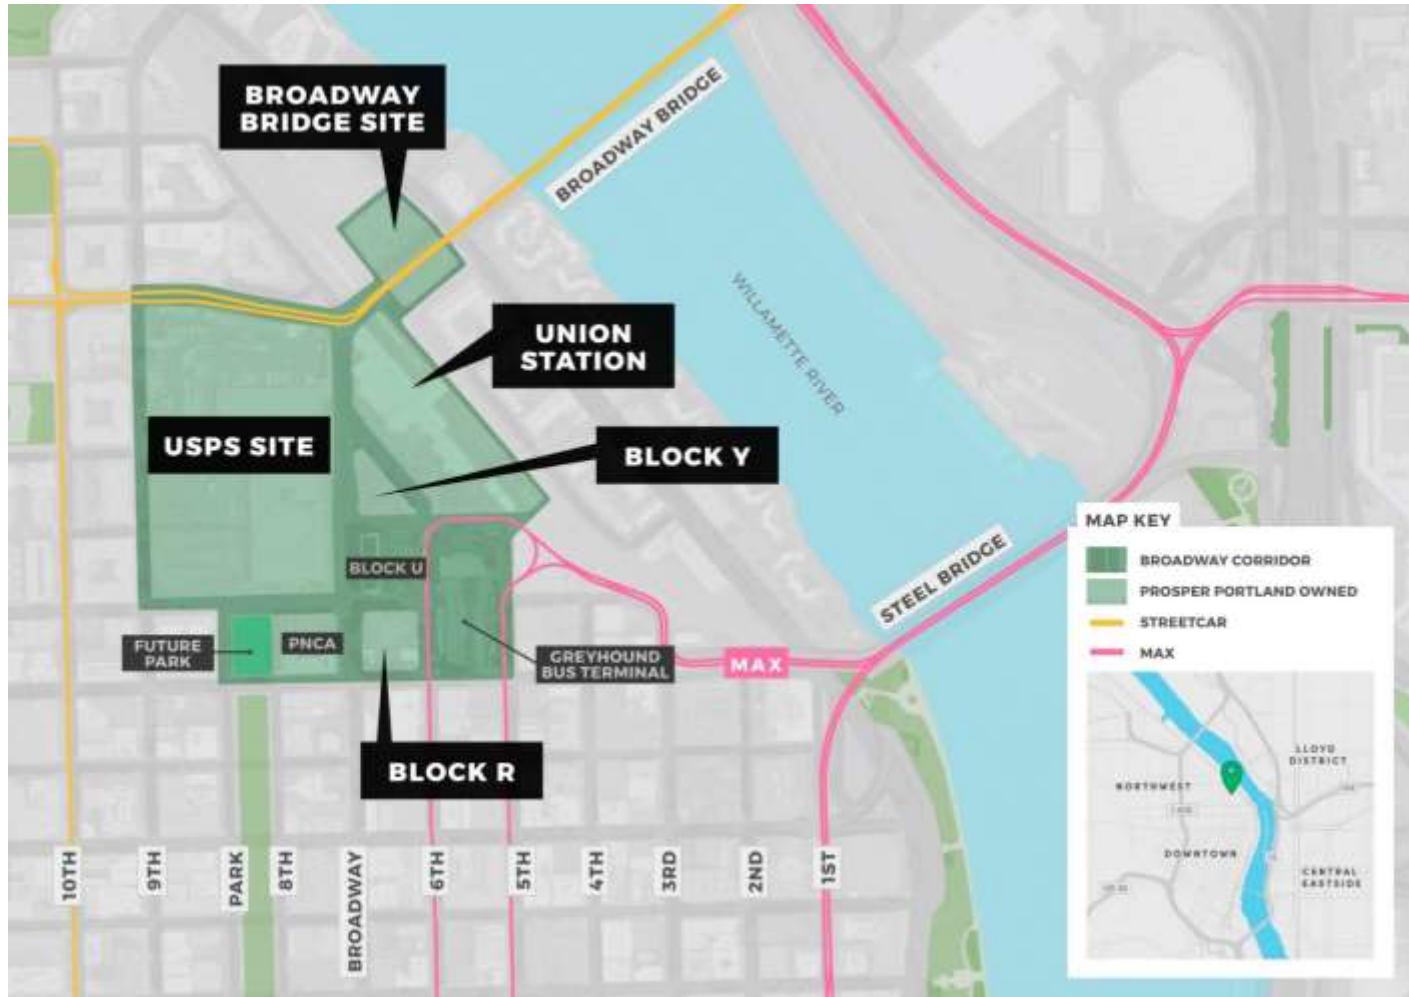 BROADWAY
BRIDGE SITE
BROADWAY BRIDGE
UNION
STATION
WILLAMETTE RIVER
USPS SITE
BLOCK Y
BLOCK U
STEEL BRIDGE
FUTURE
PARK
PNCA
GREYHOUND
BUS TERMINAL
MAX
BLOCK R
10TH
9TH
PARK
8TH
BROADWAY
6TH
5TH
4TH
3RD
2ND
1ST
MAP KEY
BROADWAY CORRIDOR
PROSPER PORTLAND OWNED
STREETCAR
MAX
LLOYD
DISTRICT
NORTHWEST
DOWNTOWN
CENTRAL
EASTSIDE